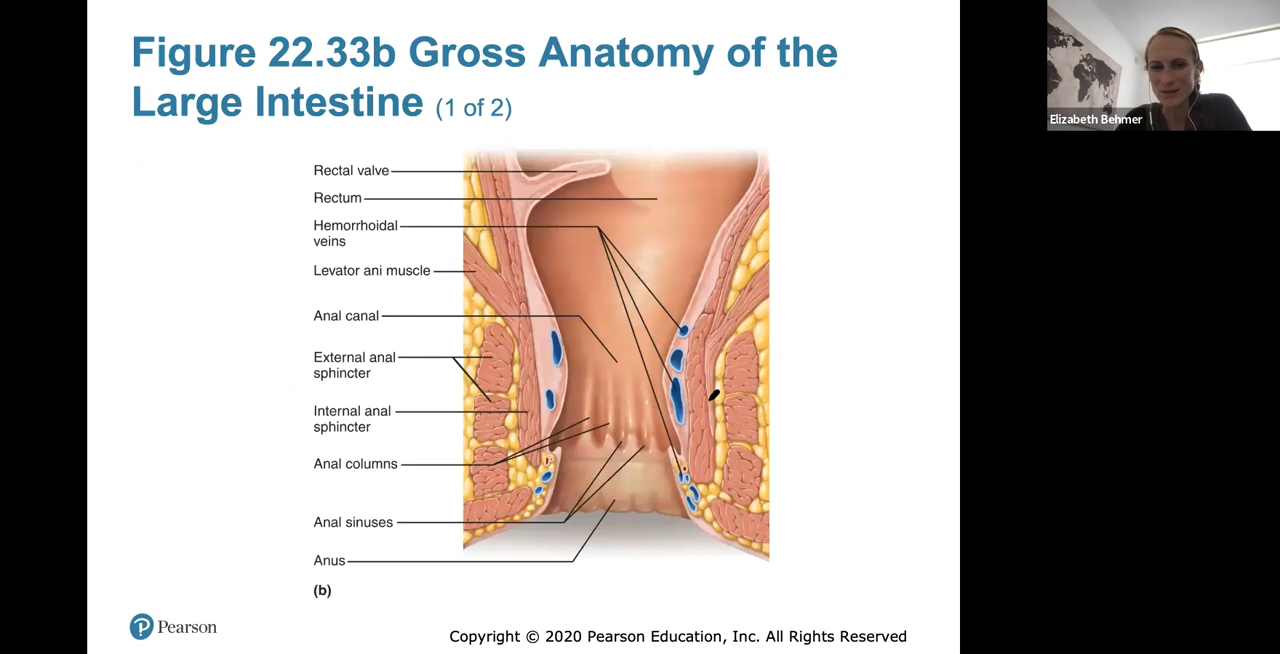 Figure 22.33b Gross Anatomy of the
Large Intestine (1 of 2)
Elizabeth Behmer
Rectal valve
Rectum
Hemorrhoidal
veins
Levator ani muscle
Anal canal
External anal
sphincter
Internal anal
sphincter
Anal columns
Anal sinuses
Anus
(b)
P Pearson
Copyright © 2020 Pearson Education, Inc. All Rights Reserved